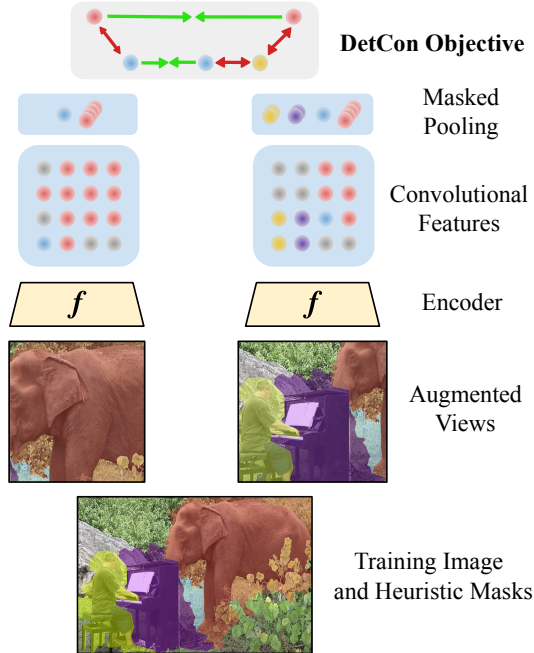 DetCon Objective
Masked
Pooling
Convolutional
Features
f
f
Encoder
Augmented
Views
Training Image
and Heuristic Masks